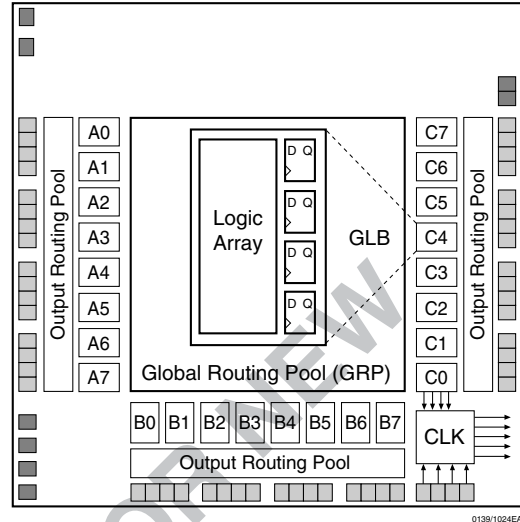 A0
A1
A2
A3
A4
A5
A6
A7
Output Routing Pool
Logic
Array
D Q
D Q
D Q
D Q
GLB
Global Routing Pool (GRP)
C7
C6
C5
C4
C3
C2
C1
C0
Output Routing Pool
B0 B1 B2 B3 B4 B5 B6 B7
Output Routing Pool
CLK
OR NEW
0139/1024EA